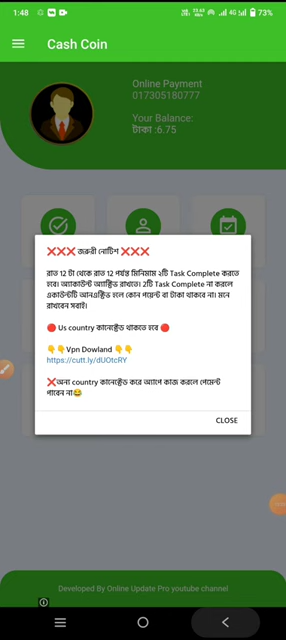 1:48
4G
73%
Cash Coin
Online Payment
017305180777
Your Balance:
টাকা :6.75
❌❌❌ জরুরী নোটিশ ❌❌❌
রাত 12 টা থেকে রাত 12 পর্যন্ত মিনিমাম ২টি Task Complete করতে
হবে। অ্যাকাউন্ট অ্যাক্টিভ রাখতে। 2টি Task Complete না করলে
একাউন্টটি আনএক্টিভ হলে কোন পয়েন্ট বা টাকা থাকবে না। মনে
রাখবেন সবাই।
🔴 Us country কানেক্টেড থাকতে হবে 🔴
👇👇Vpn Dowland 👇👇
https://cutt.ly/dUOtcRY
❌অন্য country কানেক্টেড করে অ্যাপে কাজ করলে পেমেন্ট
পাবেন না😂
CLOSE
Developed By Online Update Pro youtube channel